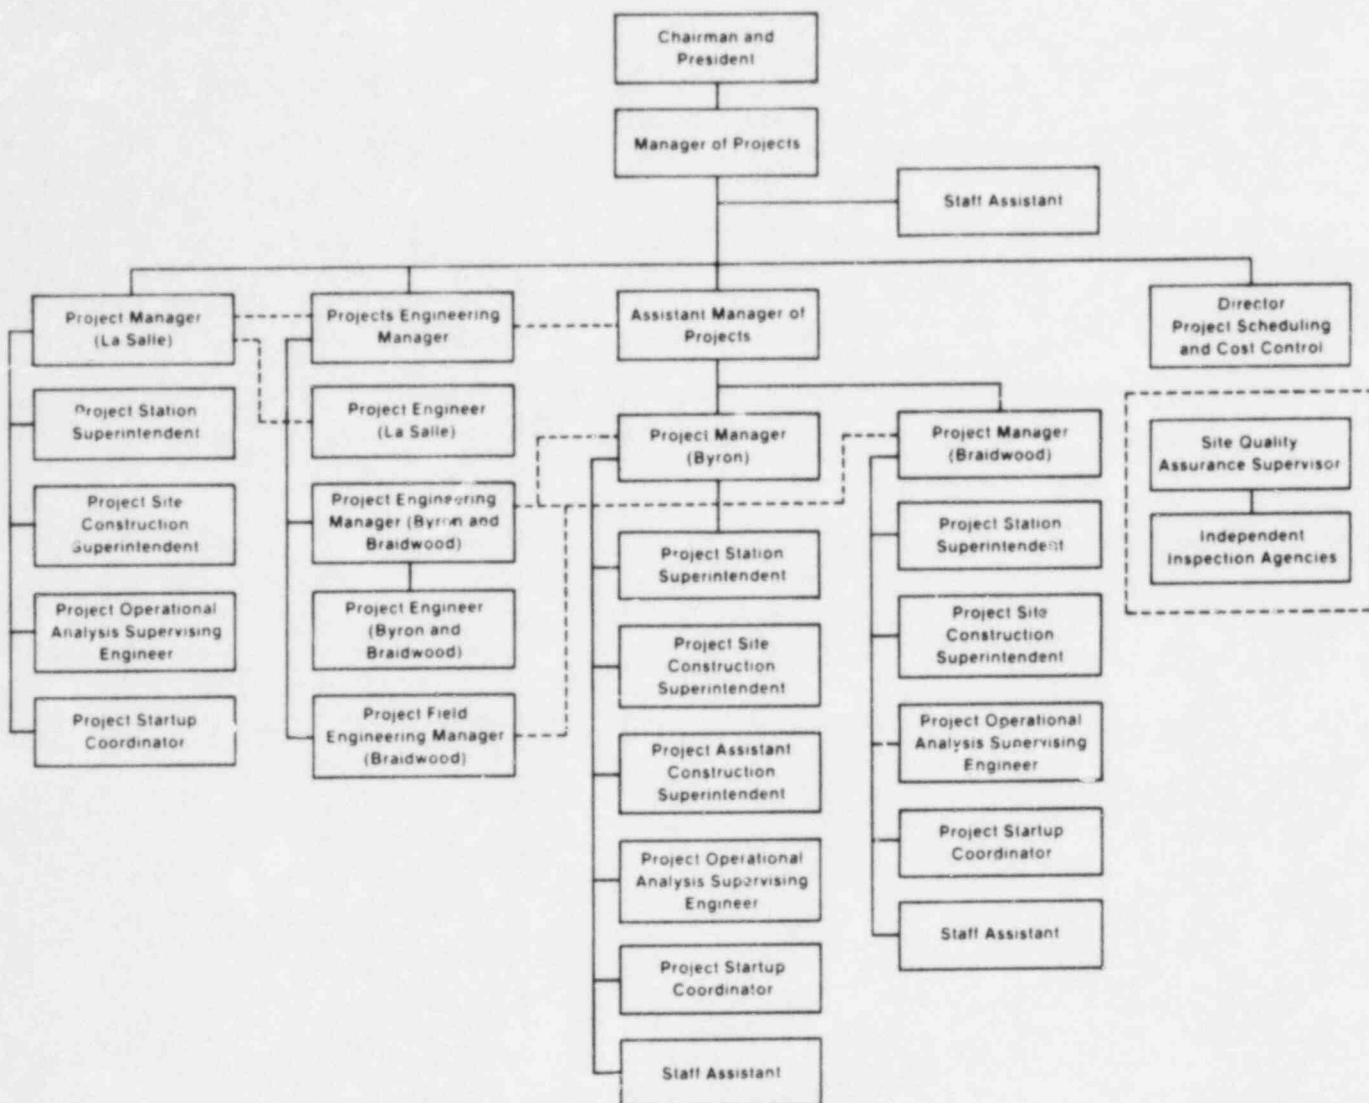 Chairman and
President
Manager of Projects
Staff Assistant
Project Manager
(La Salle)
Project Station
Superintendent
Project Site
Construction
Superintendent
Project Operational
Analysis Supervising
Engineer
Project Startup
Coordinator
Projects Engineering
Manager
Project Engineer
(La Salle)
Project Engineering
Manager (Byron and
Braidwood)
Project Engineer
(Byron and
Braidwood)
Project Field
Engineering Manager
(Braidwood)
Assistant Manager of
Projects
Project Manager
(Byron)
Project Station
Superintendent
Project Site
Construction
Superintendent
Project Assistant
Construction
Superintendent
Project Operational
Analysis Supervising
Engineer
Project Startup
Coordinator
Staff Assistant
Project Manager
(Braidwood)
Project Station
Superintendent
Project Site
Construction
Superintendent
Project Operational
Analysis Supervising
Engineer
Project Startup
Coordinator
Staff Assistant
Director
Project Scheduling
and Cost Control
Site Quality
Assurance Supervisor
Independent
Inspection Agencies